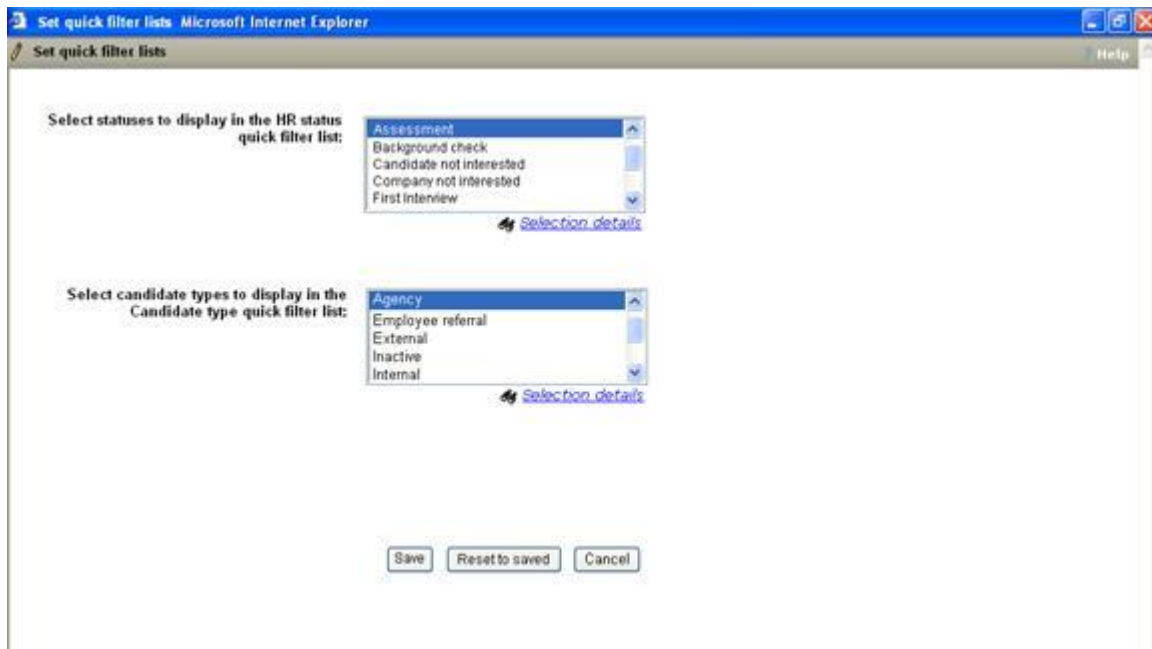 Set quick filter lists Microsoft Internet Explorer
Set quick filter lists
Help
Select statuses to display in the HR status
quick filter list:
Assessment
Background check
Candidate not interested
Company not interested
First Interview
Selection details
Select candidate types to display in the
Candidate type quick filter list:
Agency
Employee referral
External
Inactive
Internal
Selection details
Save
Reset to saved
Cancel